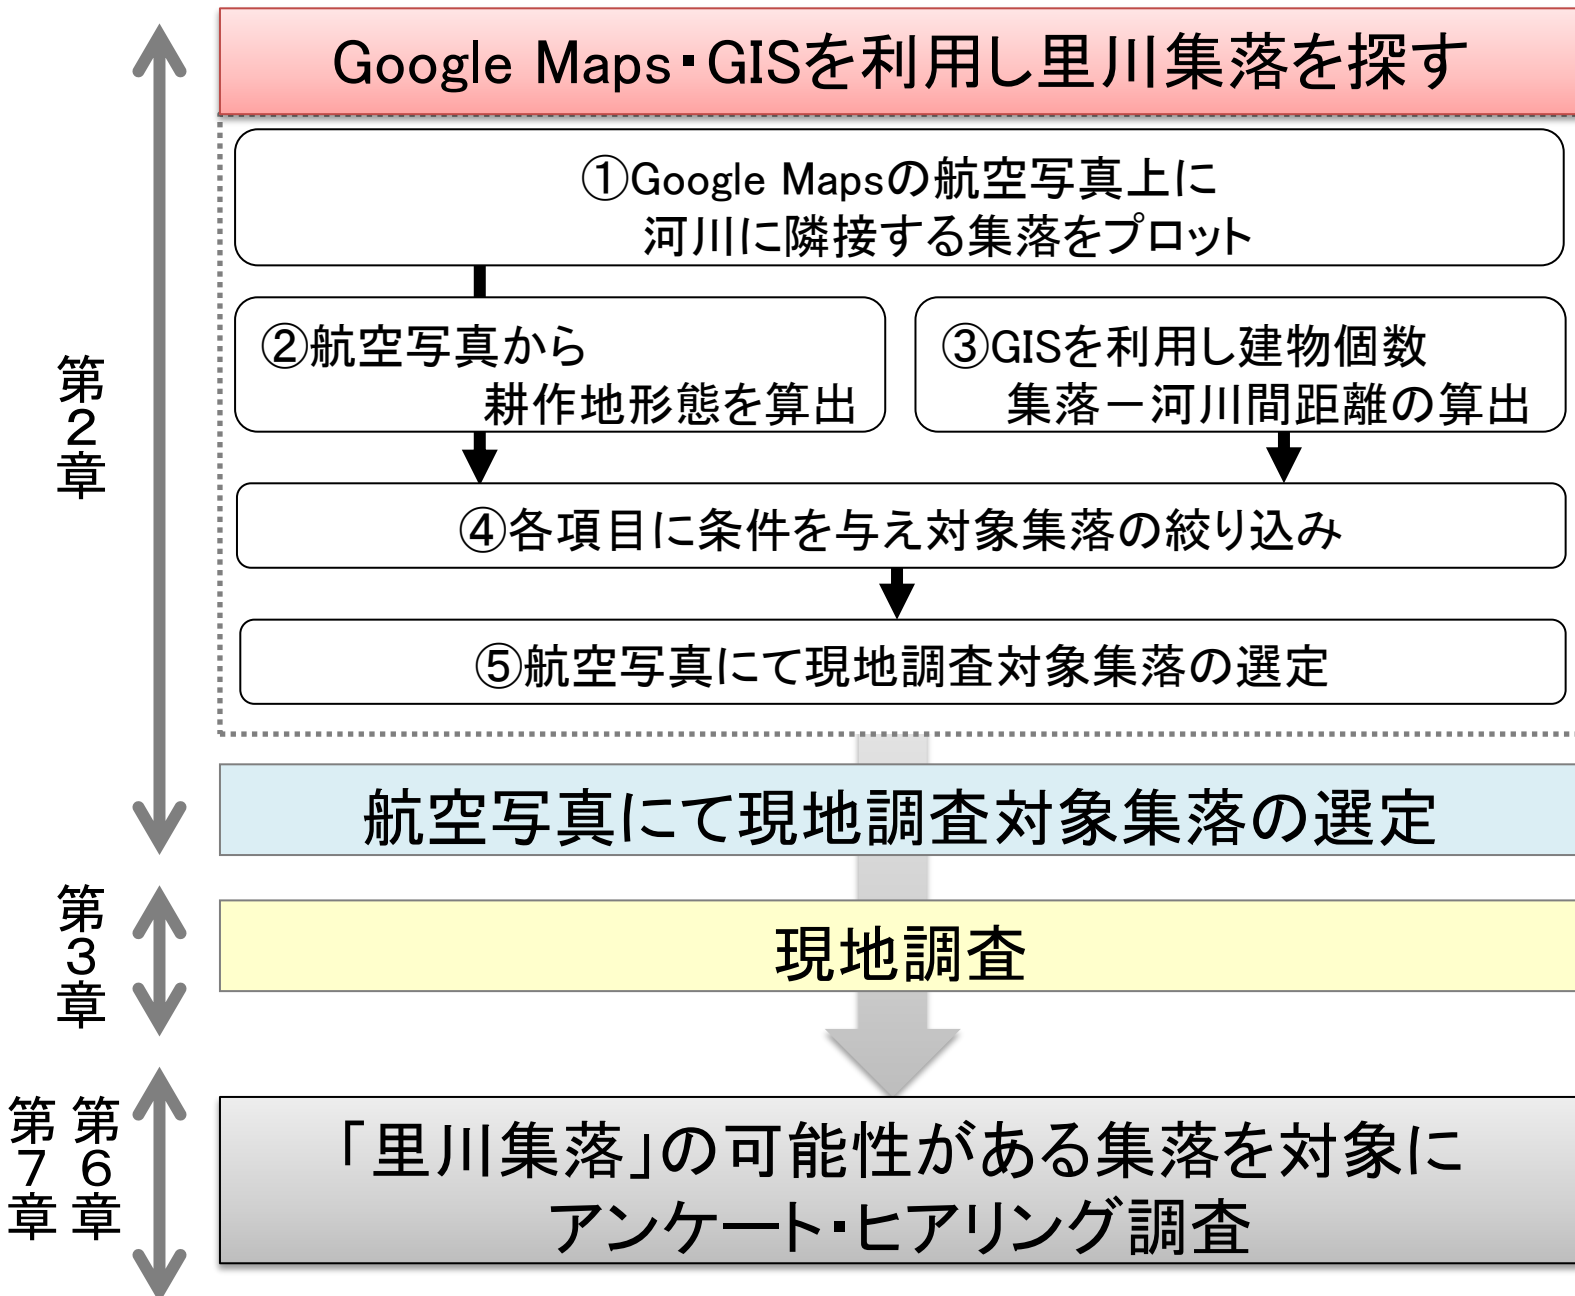 Google Maps・GISを利用し里川集落を探す
①Google Mapsの航空写真上に
河川に隣接する集落をプロット
②航空写真から
耕作地形態を算出
③GISを利用し建物個数
集落－河川間距離の算出
④各項目に条件を与え対象集落の絞り込み
⑤航空写真にて現地調査対象集落の選定
第2章
航空写真にて現地調査対象集落の選定
第3章
現地調査
第6章
第7章
「里川集落」の可能性がある集落を対象に
アンケート・ヒアリング調査